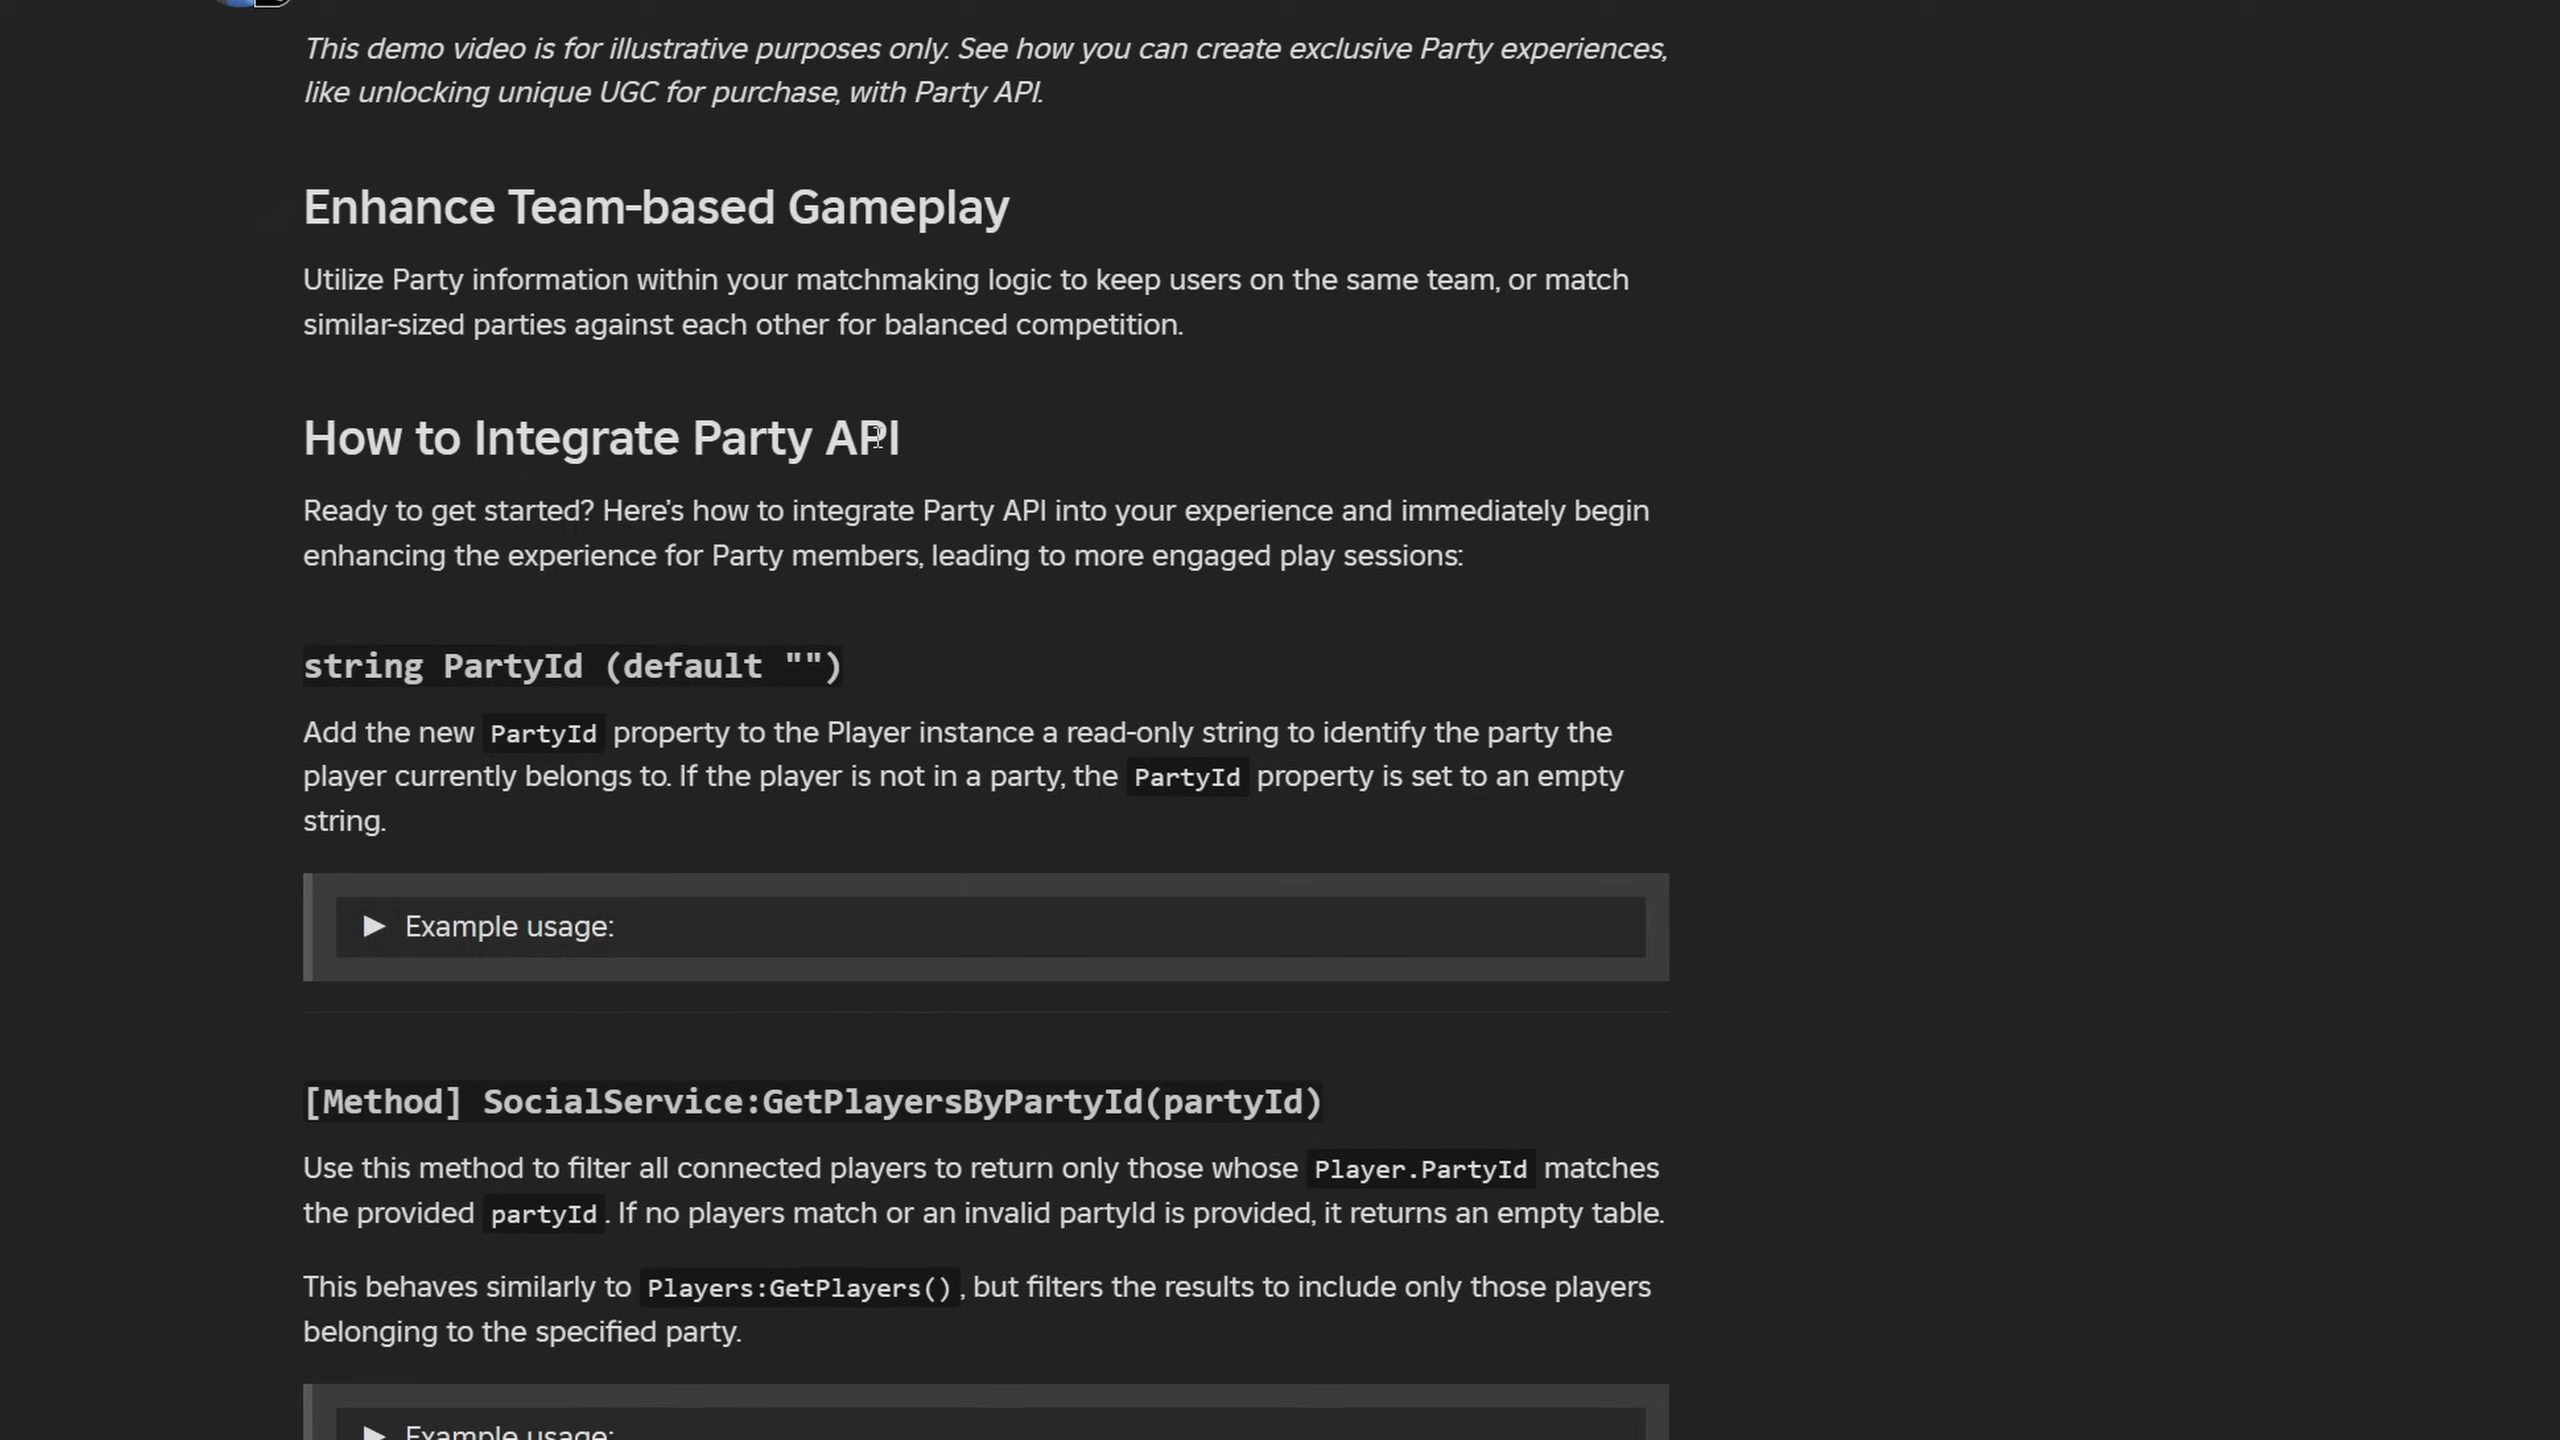 This demo video is for illustrative purposes only. See how you can create exclusive Party experiences,
like unlocking unique UGC for purchase, with Party API.
Enhance Team-based Gameplay
Utilize Party information within your matchmaking logic to keep users on the same team, or match
similar-sized parties against each other for balanced competition.
How to Integrate Party API
Ready to get started? Here’s how to integrate Party API into your experience and immediately begin
enhancing the experience for Party members, leading to more engaged play sessions:
string PartyId (default "")
Add the new PartyId property to the Player instance a read-only string to identify the party the
player currently belongs to. If the player is not in a party, the PartyId property is set to an empty
string.
Example usage:
[Method] SocialService:GetPlayersByPartyId(partyId)
Use this method to filter all connected players to return only those whose Player.PartyId matches
the provided partyId. If no players match or an invalid partyId is provided, it returns an empty table.
This behaves similarly to Players:GetPlayers(), but filters the results to include only those players
belonging to the specified party.
Example usage: